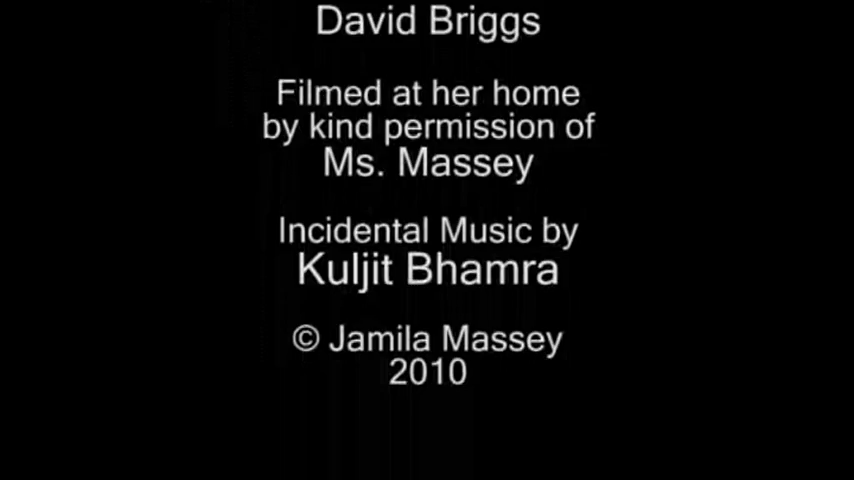 David Briggs
Filmed at her home
by kind permission of
Ms. Massey
Incidental Music by
Kuljit Bhamra
© Jamila Massey
2010